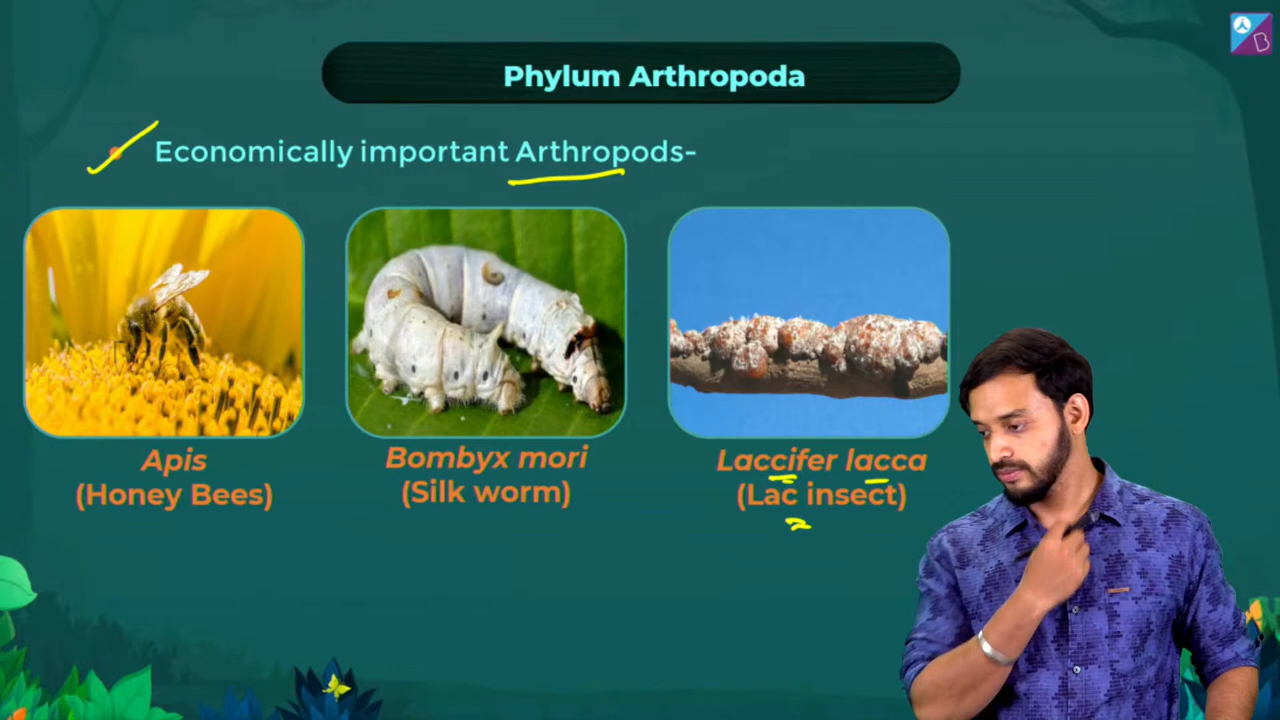 Phylum Arthropoda
Economically important Arthropods-
Apis
(Honey Bees)
Bombyx mori
(Silk worm)
Laccifer lacca
(Lac insect)